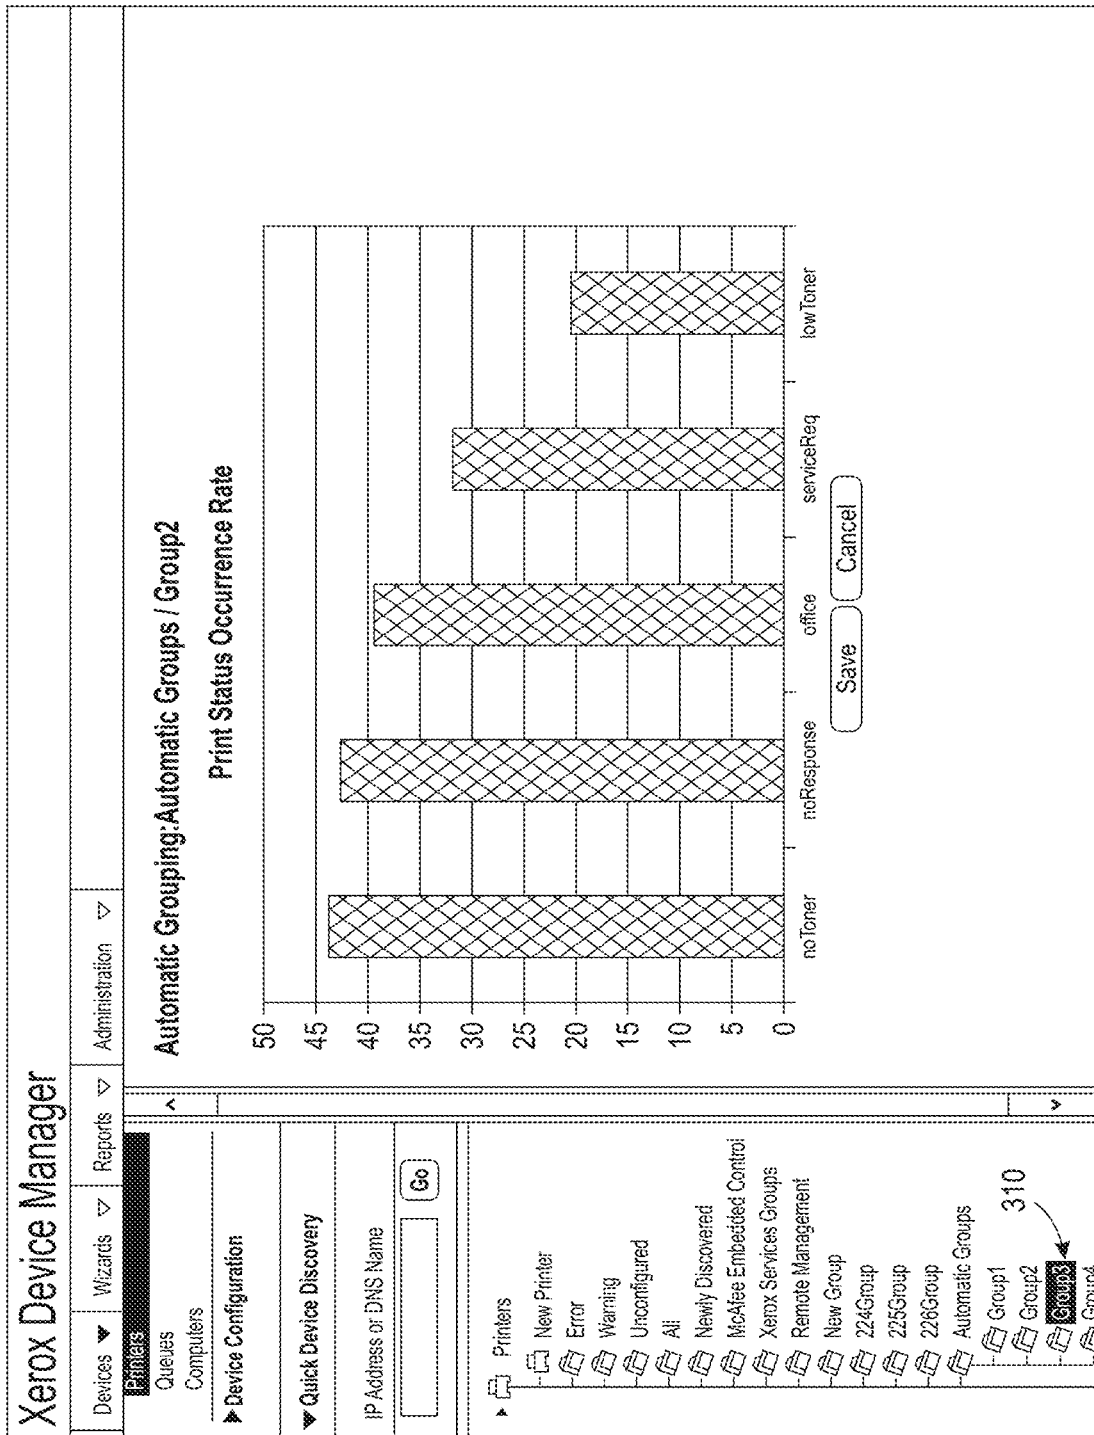 Xerox Device Manager
Devices ▼ Wizards ▽ Reports ▽ Administration ▽
Printers
Queues
Computers
▶ Device Configuration
▼ Quick Device Discovery
IP Address or DNS Name
Go
Printers
New Printer
Error
Warning
Unconfigured
All
Newly Discovered
McAfee Embedded Control
Xerox Services Groups
Remote Management
New Group
224Group
225Group
226Group
Automatic Groups
Group1
Group2
Group3
Group4
310
Automatic Grouping:Automatic Groups / Group2
Print Status Occurrence Rate
50
45
40
35
30
25
20
15
10
5
0
noToner noResponse office serviceReq lowToner
Save Cancel